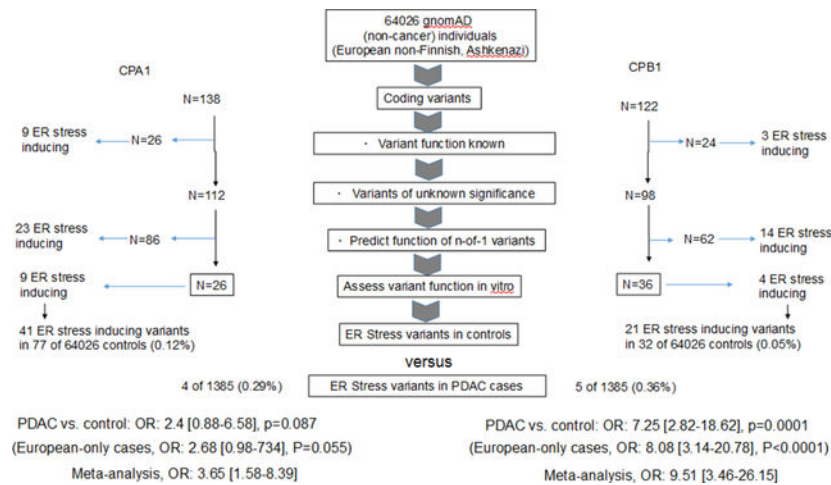 64026 gnomAD
(non-cancer) individuals
(European non-Finnish, Ashkenazi)
CPA1
CPB1
N=138
Coding variants
N=122
9 ER stress
inducing
N=26
· Variant function known
N=24
3 ER stress
inducing
N=112
· Variants of unknown significance
N=98
23 ER stress
inducing
N=86
· Predict function of n-of-1 variants
N=62
14 ER stress
inducing
9 ER stress
inducing
N=26
Assess variant function in vitro
N=36
4 ER stress
inducing
41 ER stress inducing variants
in 77 of 64026 controls (0.12%)
ER Stress variants in controls
21 ER stress inducing variants
in 32 of 64026 controls (0.05%)
versus
4 of 1385 (0.29%)
ER Stress variants in PDAC cases
5 of 1385 (0.36%)
PDAC vs. control: OR: 2.4 [0.88-6.58], p=0.087
(European-only cases, OR: 2.68 [0.98-734), P=0.055)
Meta-analysis, OR: 3.65 [1.58-8.39]
PDAC vs. control: OR: 7.25 [2.82-18.62), p=0.0001
(European-only cases, OR: 8.08 [3.14-20.78], P<0.0001)
Meta-analysis, OR: 9.51 [3.46-26.15]